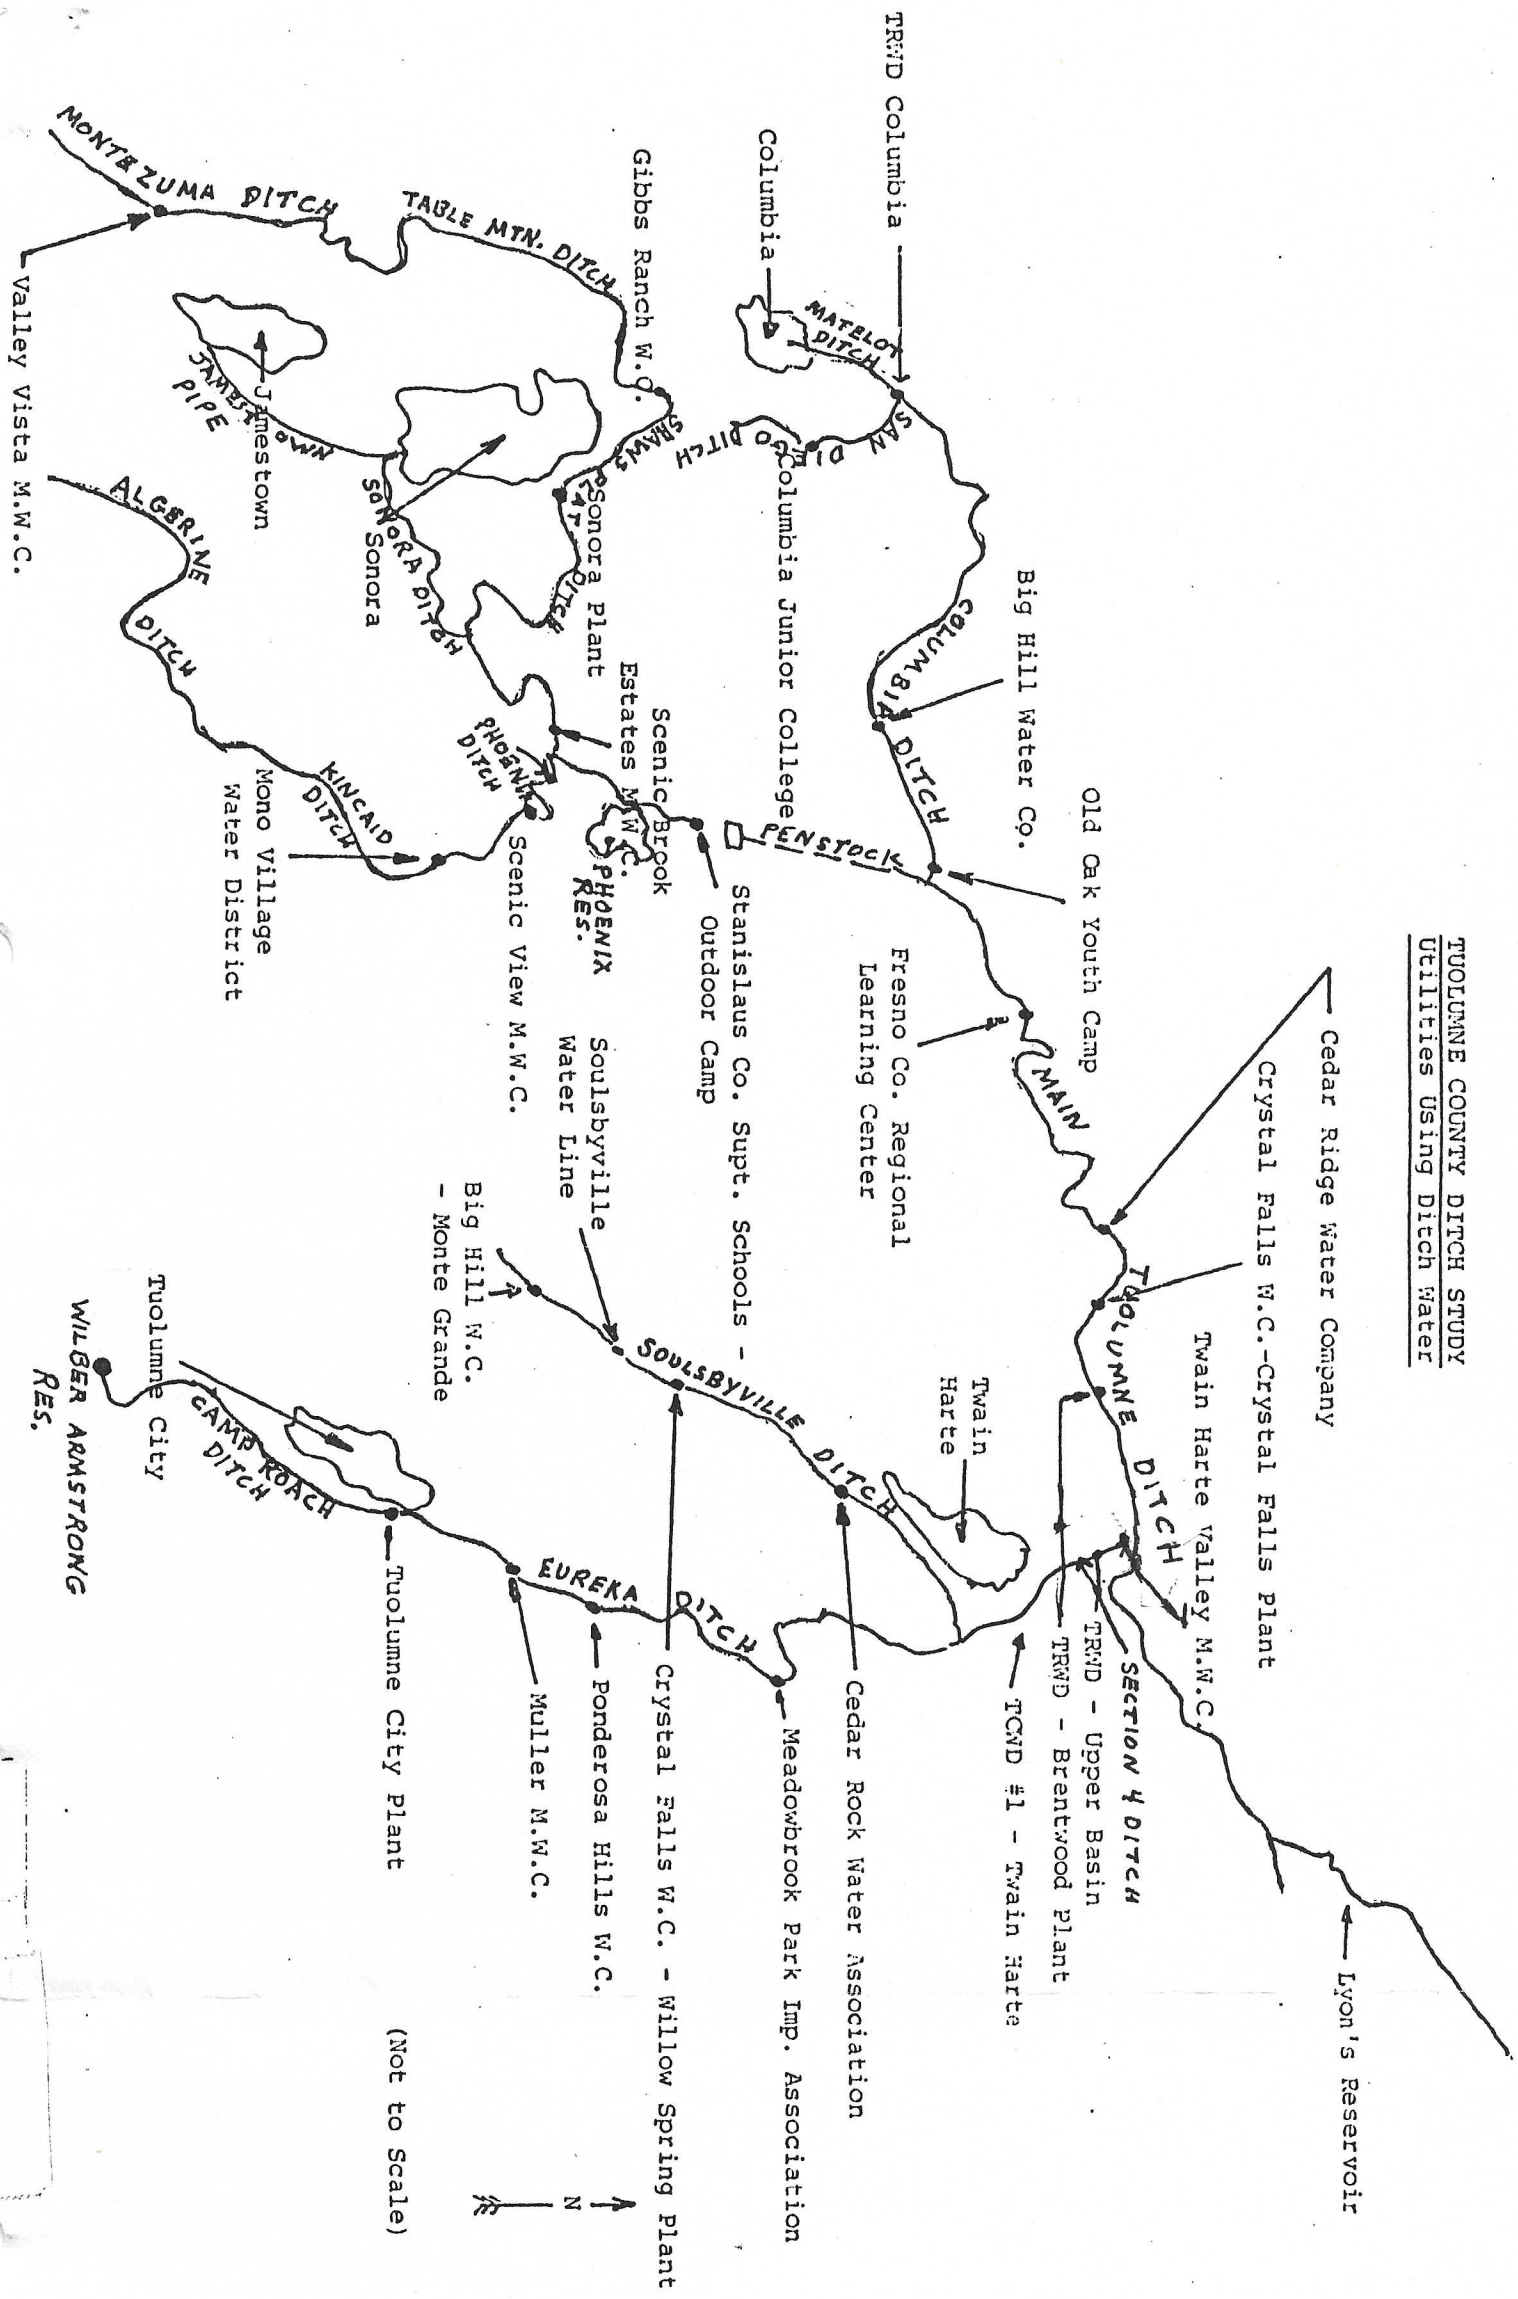 TUOLUMNE COUNTY DITCH STUDY
Utilities Using Ditch Water
Cedar Ridge Water Company
Crystal Falls W.C.-Crystal Falls Plant
Twain Harte Valley M.W.C.
Lyon's Reservoir
Old Oak Youth Camp
Big Hill Water Co.
TRWD Columbia
Columbia
MATELOT
DITCH
SAN DIEGO DITCH
COLUMBIA DITCH
MAIN TUOLUMNE DITCH
SECTION 4 DITCH
TRWD - Upper Basin
TRWD - Brentwood Plant
TCWD #1 - Twain Harte
Twain
Harte
Fresno Co. Regional
Learning Center
PENSTOCK
Columbia Junior College
Stanislaus Co. Supt. Schools -
Outdoor Camp
Cedar Rock Water Association
Meadowbrook Park Imp. Association
Crystal Falls W.C. - Willow Spring Plant
SOULSBYVILLE DITCH
Soulsbyville
Water Line
Big Hill W.C.
- Monte Grande
Ponderosa Hills W.C.
Muller M.W.C.
EUREKA DITCH
Tuolumne City Plant
Tuolumne City
CAMP ROACH
DITCH
WILBER ARMSTRONG
RES.
Gibbs Ranch W.C.
SHAWS FLAT DITCH
Sonora Plant
Scenic Brook
Estates M.W.C.
PHOENIX
RES.
PHOENIX
DITCH
Scenic View M.W.C.
SONORA DITCH
Sonora
Jamestown
JAMESTOWN
PIPE
TABLE MTN. DITCH
MONTEZUMA DITCH
Valley Vista M.W.C.
ALGERINE
DITCH
KINCAID
DITCH
Mono Village
Water District
N
(Not to Scale)